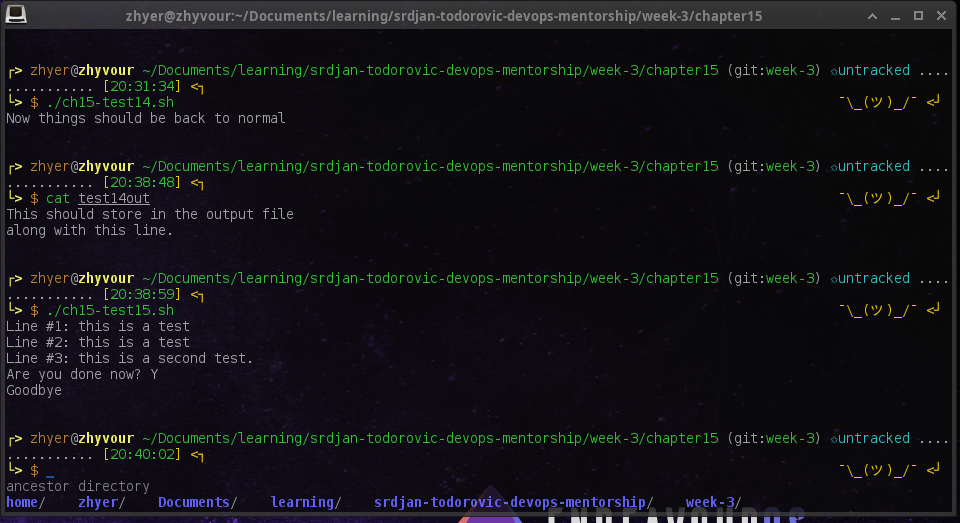 zhyer@zhyvour:~/Documents/learning/srdjan-todorovic-devops-mentorship/week-3/chapter15
┌> zhyer@zhyvour ~/Documents/learning/srdjan-todorovic-devops-mentorship/week-3/chapter15 (git:week-3) ✩untracked ....
........... [20:31:34] <┐
└> $ ./ch15-test14.sh ¯\_(ツ)_/¯ <┘
Now things should be back to normal
┌> zhyer@zhyvour ~/Documents/learning/srdjan-todorovic-devops-mentorship/week-3/chapter15 (git:week-3) ✩untracked ....
........... [20:38:48] <┐
└> $ cat test14out ¯\_(ツ)_/¯ <┘
This should store in the output file
along with this line.
┌> zhyer@zhyvour ~/Documents/learning/srdjan-todorovic-devops-mentorship/week-3/chapter15 (git:week-3) ✩untracked ....
........... [20:38:59] <┐
└> $ ./ch15-test15.sh ¯\_(ツ)_/¯ <┘
Line #1: this is a test
Line #2: this is a test
Line #3: this is a second test.
Are you done now? Y
Goodbye
┌> zhyer@zhyvour ~/Documents/learning/srdjan-todorovic-devops-mentorship/week-3/chapter15 (git:week-3) ✩untracked ....
........... [20:40:02] <┐
└> $ _ ¯\_(ツ)_/¯ <┘
ancestor directory
home/ zhyer/ Documents/ learning/ srdjan-todorovic-devops-mentorship/ week-3/
ENDEAVOUROS